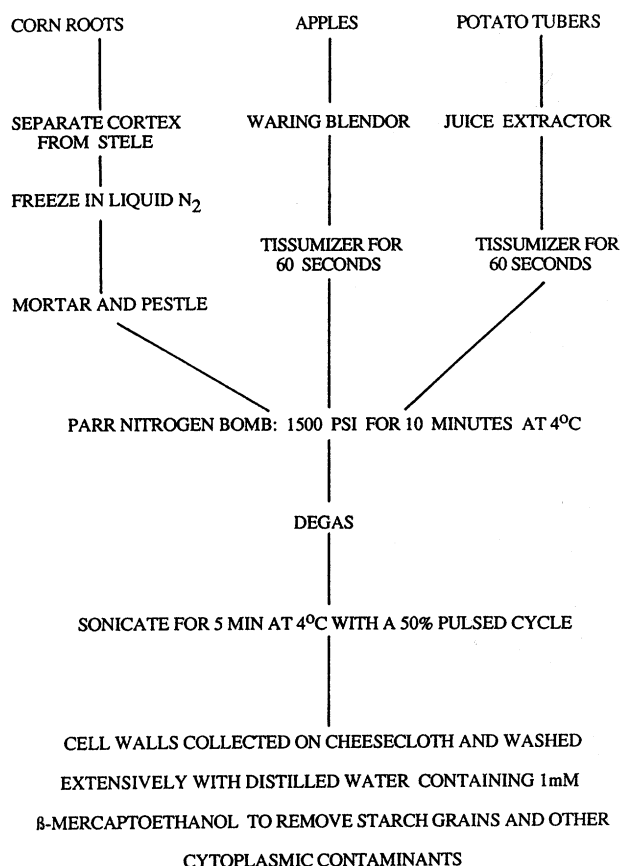 CORN ROOTS
APPLES
POTATO TUBERS
SEPARATE CORTEX
FROM STELE
WARING BLENDOR
JUICE EXTRACTOR
FREEZE IN LIQUID N2
TISSUMIZER FOR
60 SECONDS
TISSUMIZER FOR
60 SECONDS
MORTAR AND PESTLE
PARR NITROGEN BOMB: 1500 PSI FOR 10 MINUTES AT 4°C
DEGAS
SONICATE FOR 5 MIN AT 4°C WITH A 50% PULSED CYCLE
CELL WALLS COLLECTED ON CHEESECLOTH AND WASHED
EXTENSIVELY WITH DISTILLED WATER CONTAINING 1mM
ß-MERCAPTOETHANOL TO REMOVE STARCH GRAINS AND OTHER
CYTOPLASMIC CONTAMINANTS